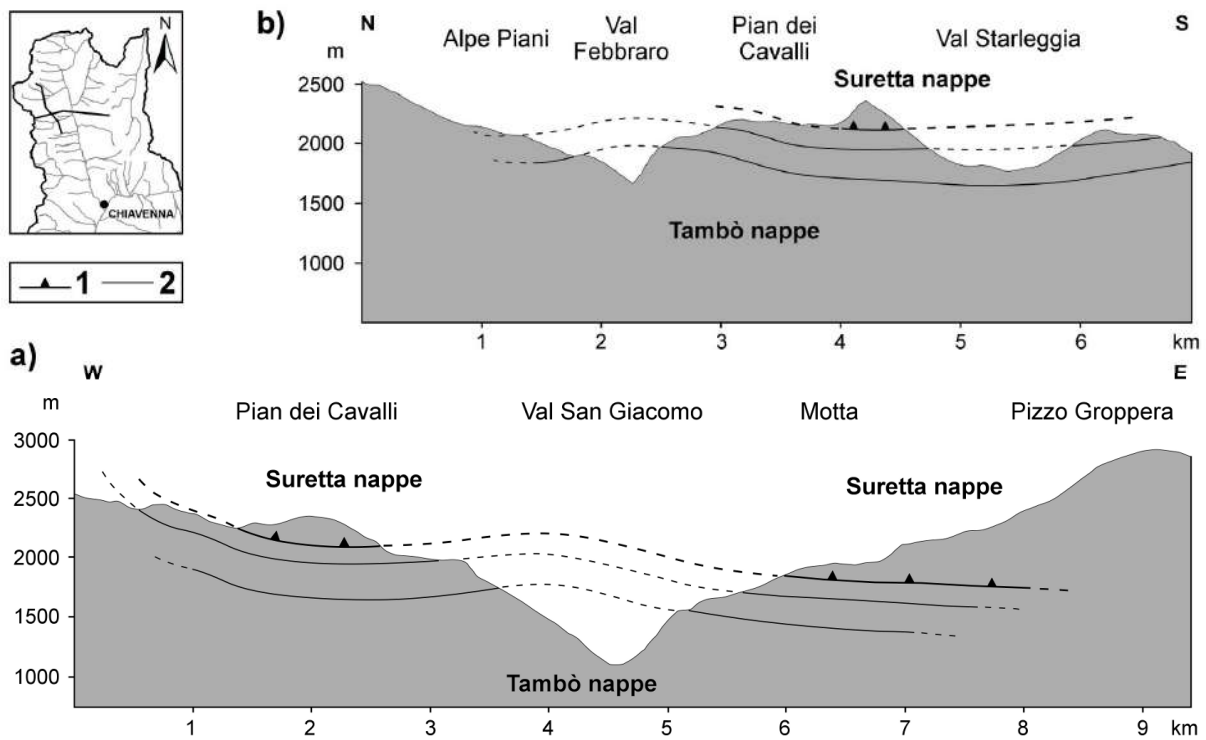 N
CHIAVENNA
1 2
b)
N
S
m
Alpe Piani
Val
Febbraro
Pian dei
Cavalli
Val Starleggia
Suretta nappe
2500
2000
1500
1000
Tambò nappe
1 2 3 4 5 6 km
a)
W
E
m
Pian dei Cavalli
Val San Giacomo
Motta
Pizzo Groppera
3000
2500
2000
1500
1000
Suretta nappe
Suretta nappe
Tambò nappe
1 2 3 4 5 6 7 8 9 km